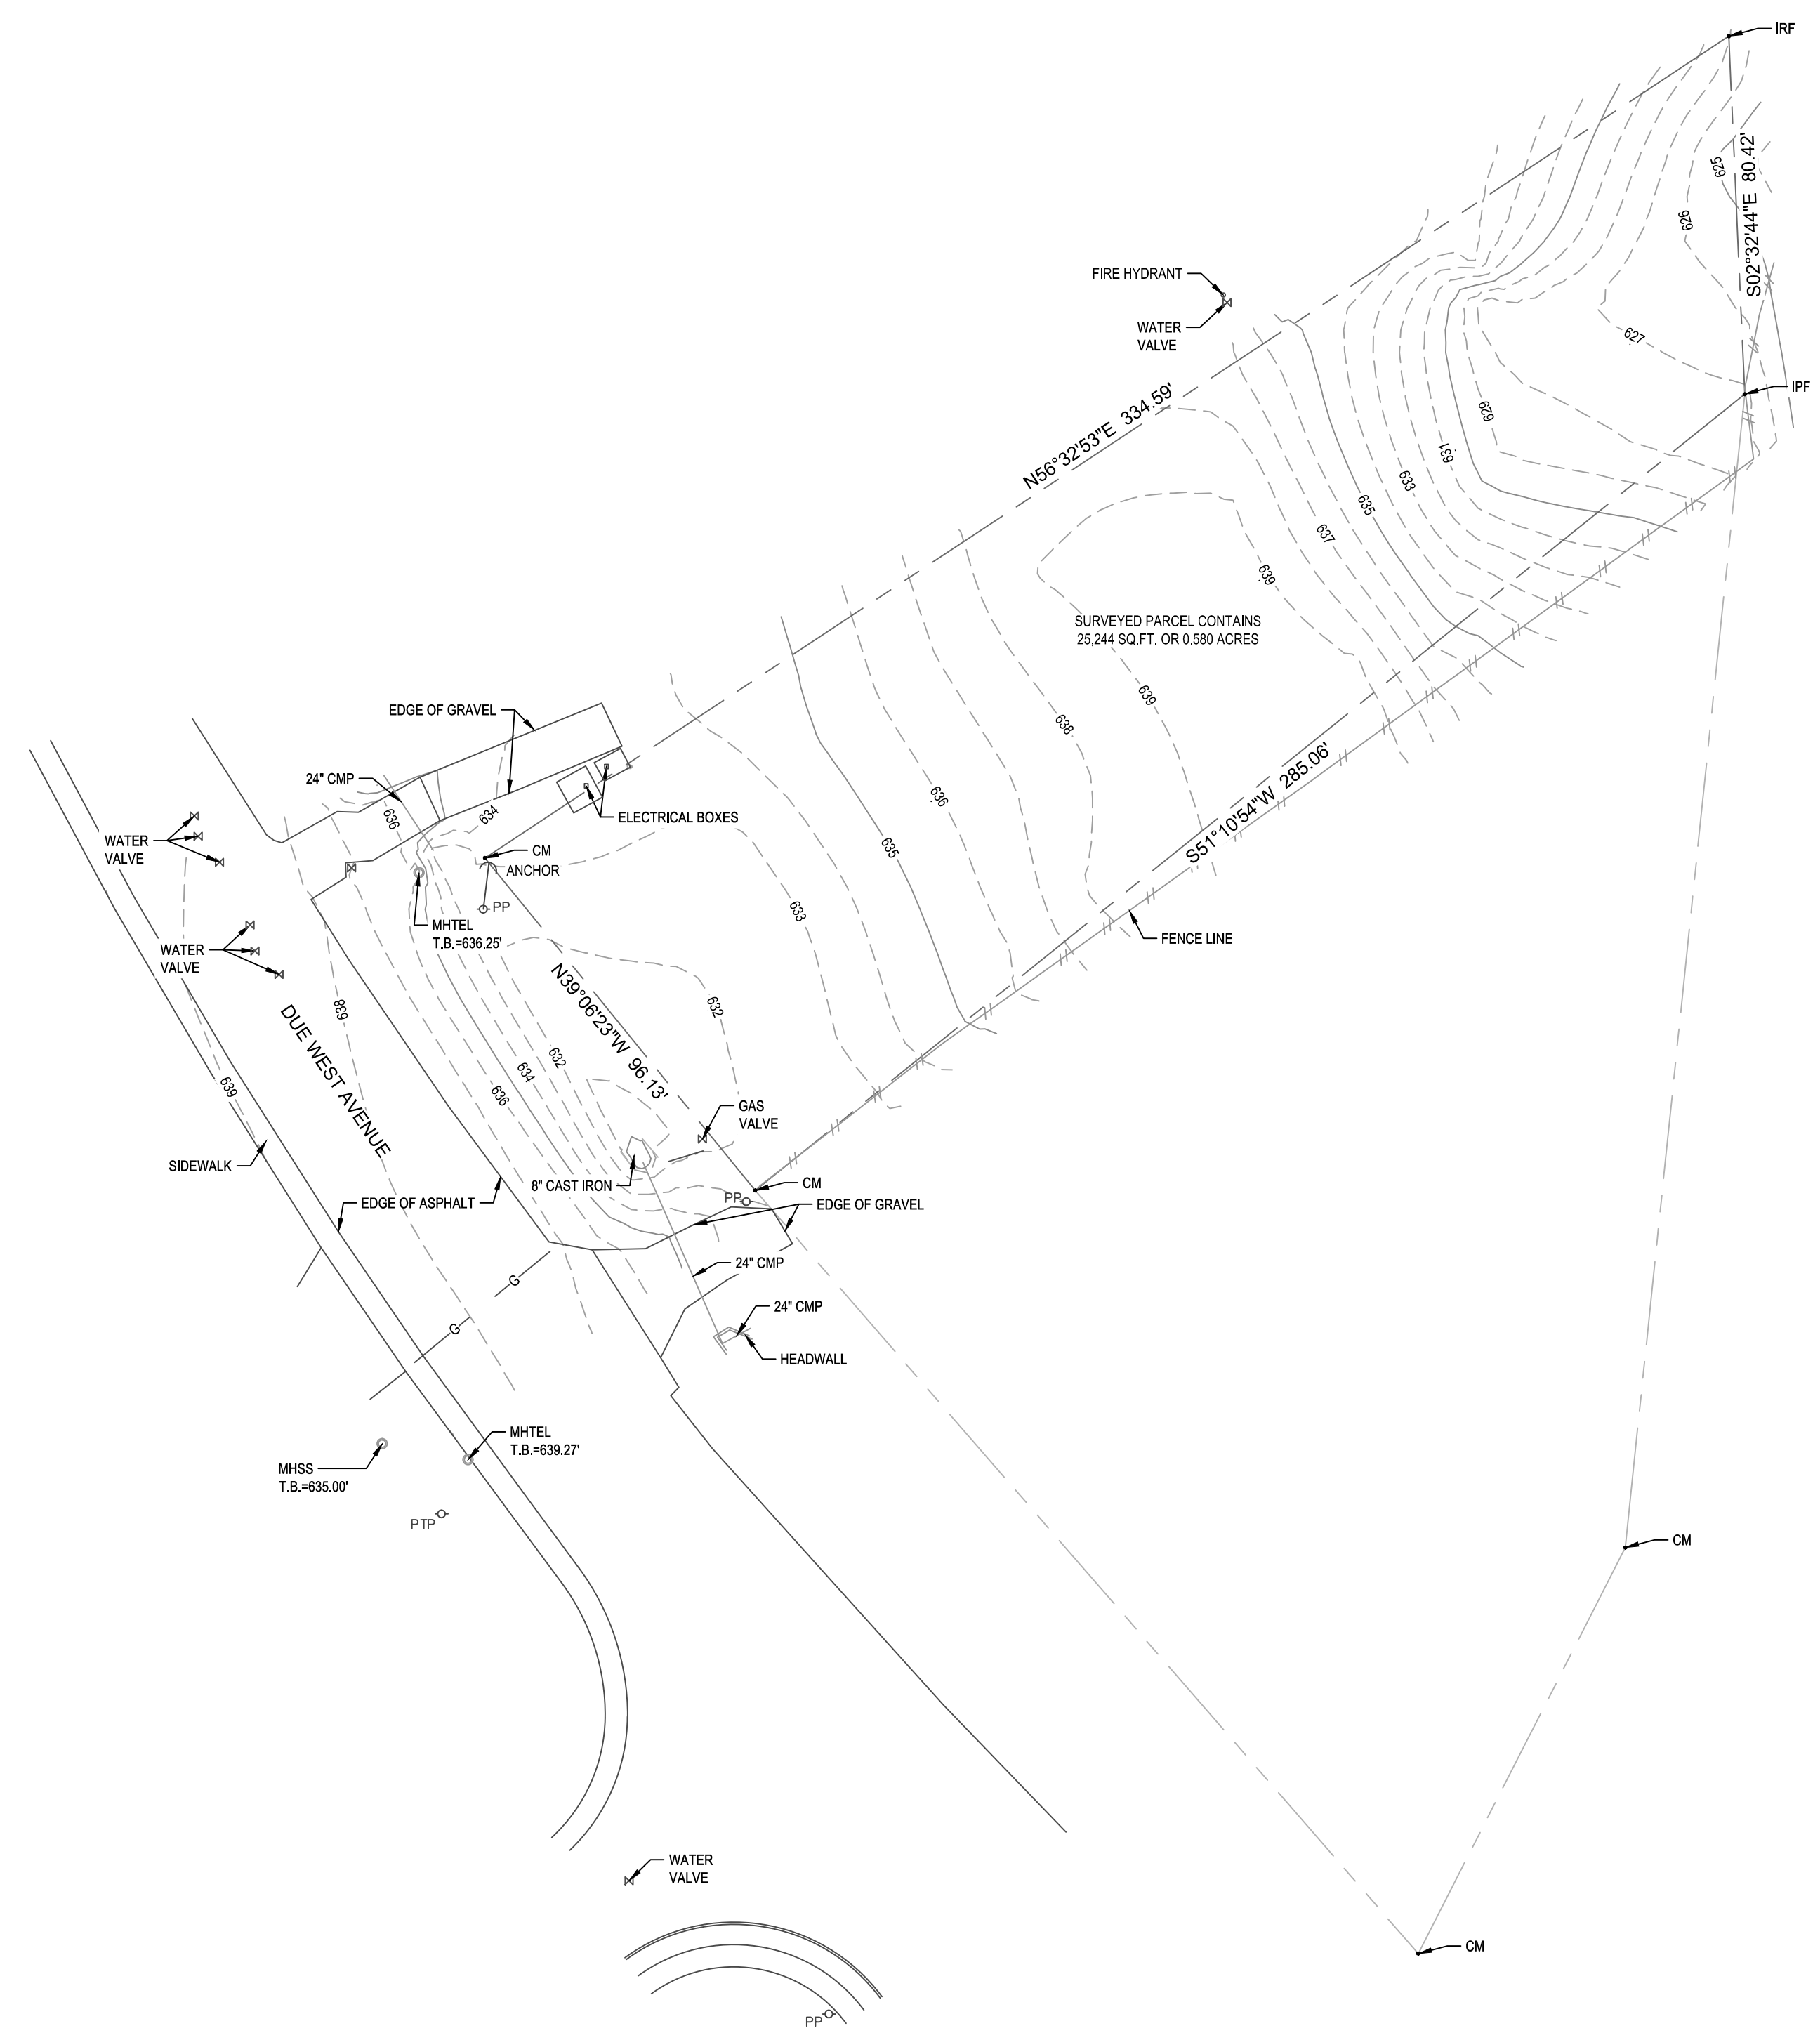 IRF
S02°32'44"E 80.42'
625
626
627
FIRE HYDRANT
WATER
VALVE
IPF
N56°32'53"E 334.59'
629
631
633
635
637
639
SURVEYED PARCEL CONTAINS
25,244 SQ.FT. OR 0.580 ACRES
639
638
636
635
633
632
EDGE OF GRAVEL
24" CMP
636
634
ELECTRICAL BOXES
WATER
VALVE
CM
ANCHOR
PP
MHTEL
T.B.=636.25'
WATER
VALVE
S51°10'54"W 285.06'
FENCE LINE
N39°06'23"W 96.13'
638
639
DUE WEST AVENUE
632
634
636
GAS
VALVE
SIDEWALK
EDGE OF ASPHALT
8" CAST IRON
CM
PP
EDGE OF GRAVEL
24" CMP
G
G
24" CMP
HEADWALL
MHTEL
T.B.=639.27'
MHSS
T.B.=635.00'
PTP
CM
WATER
VALVE
CM
PP